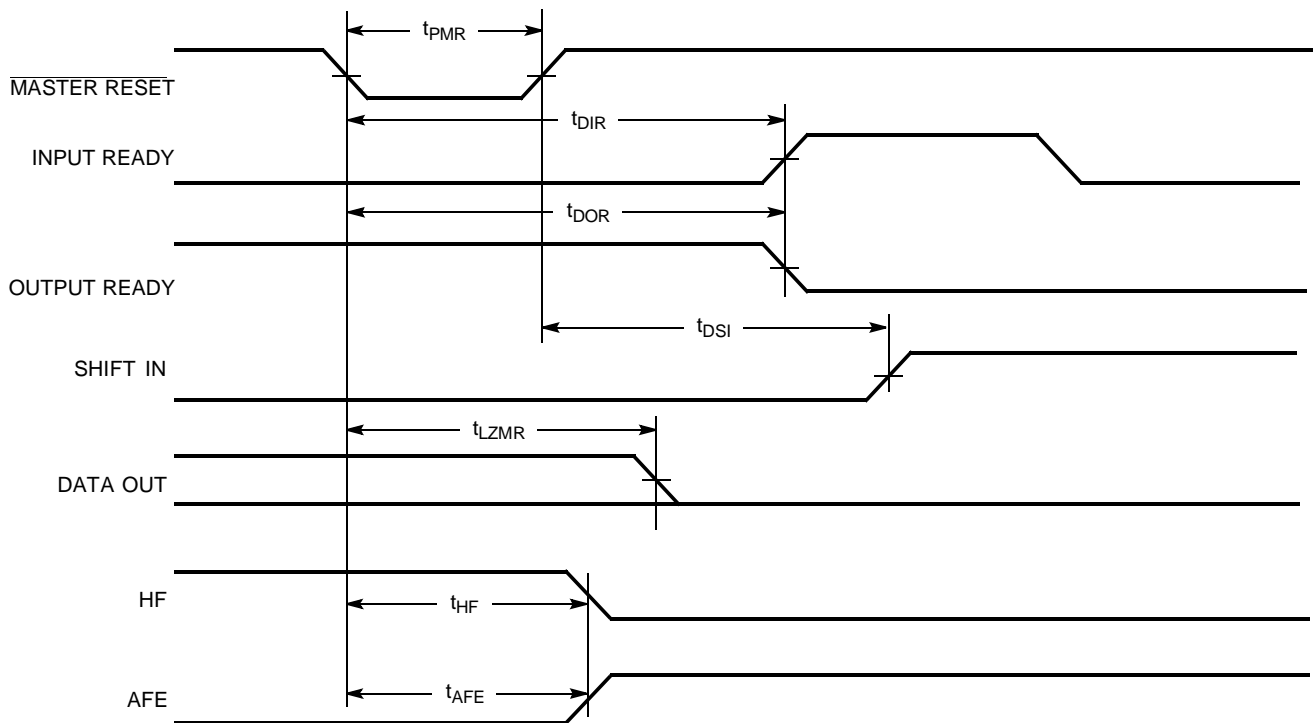 tPMR
MASTER RESET
tDIR
INPUT READY
tDOR
OUTPUT READY
tDSI
SHIFT IN
tLZMR
DATA OUT
HF
tHF
AFE
tAFE